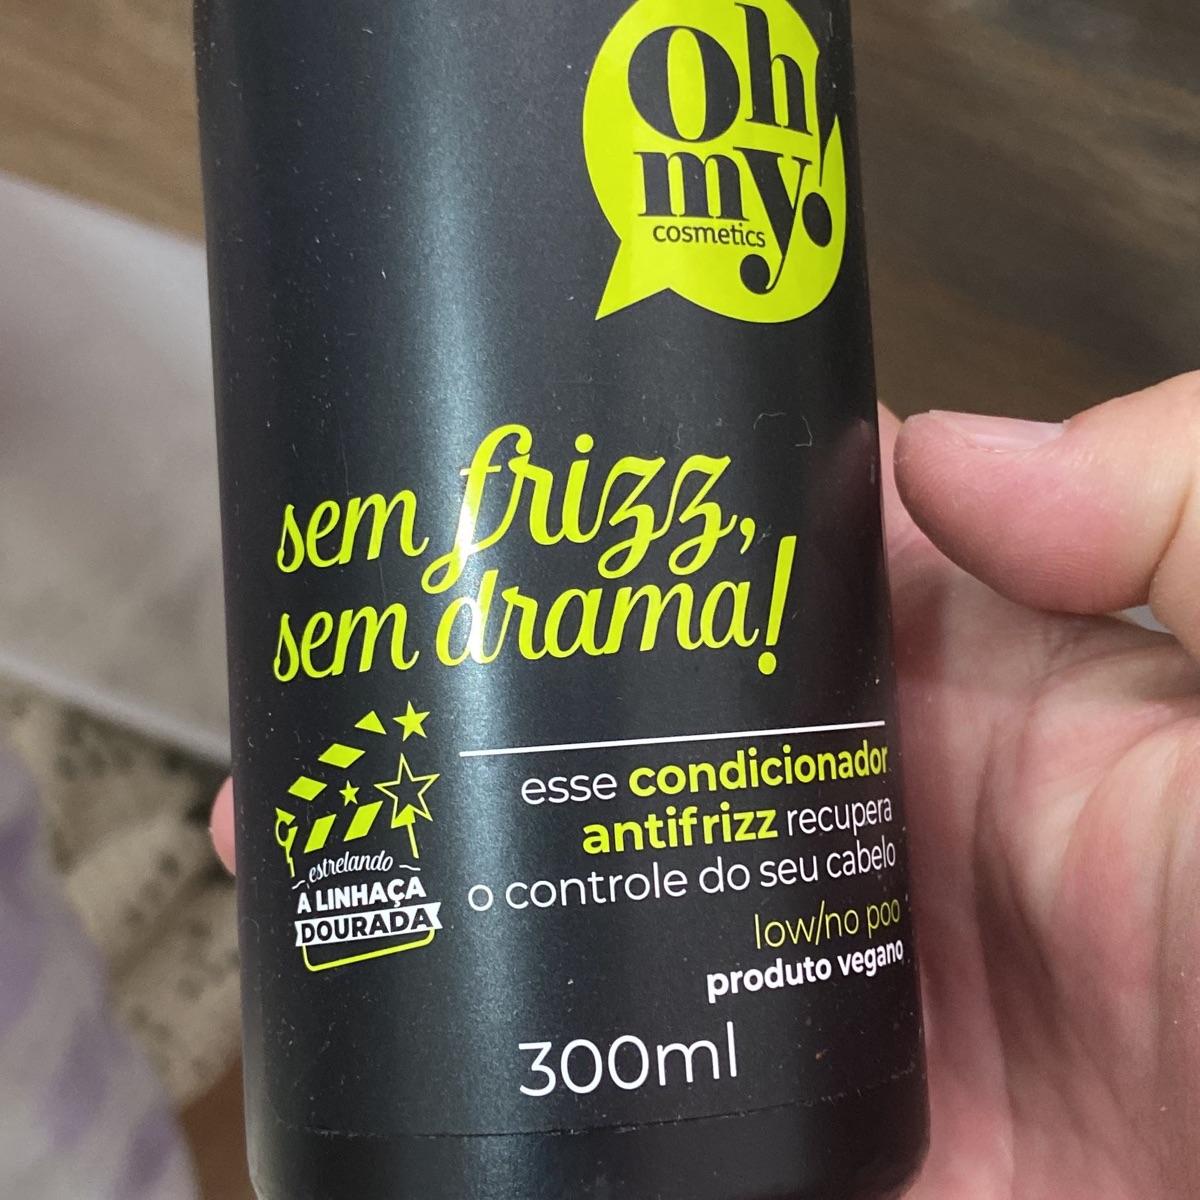 Oh
my!
cosmetics
sem frizz,
sem drama!
esse condicionador
antifrizz recupera
o controle do seu cabelo
low/no poo
produto vegano
estrelando
A LINHAÇA
DOURADA
300ml